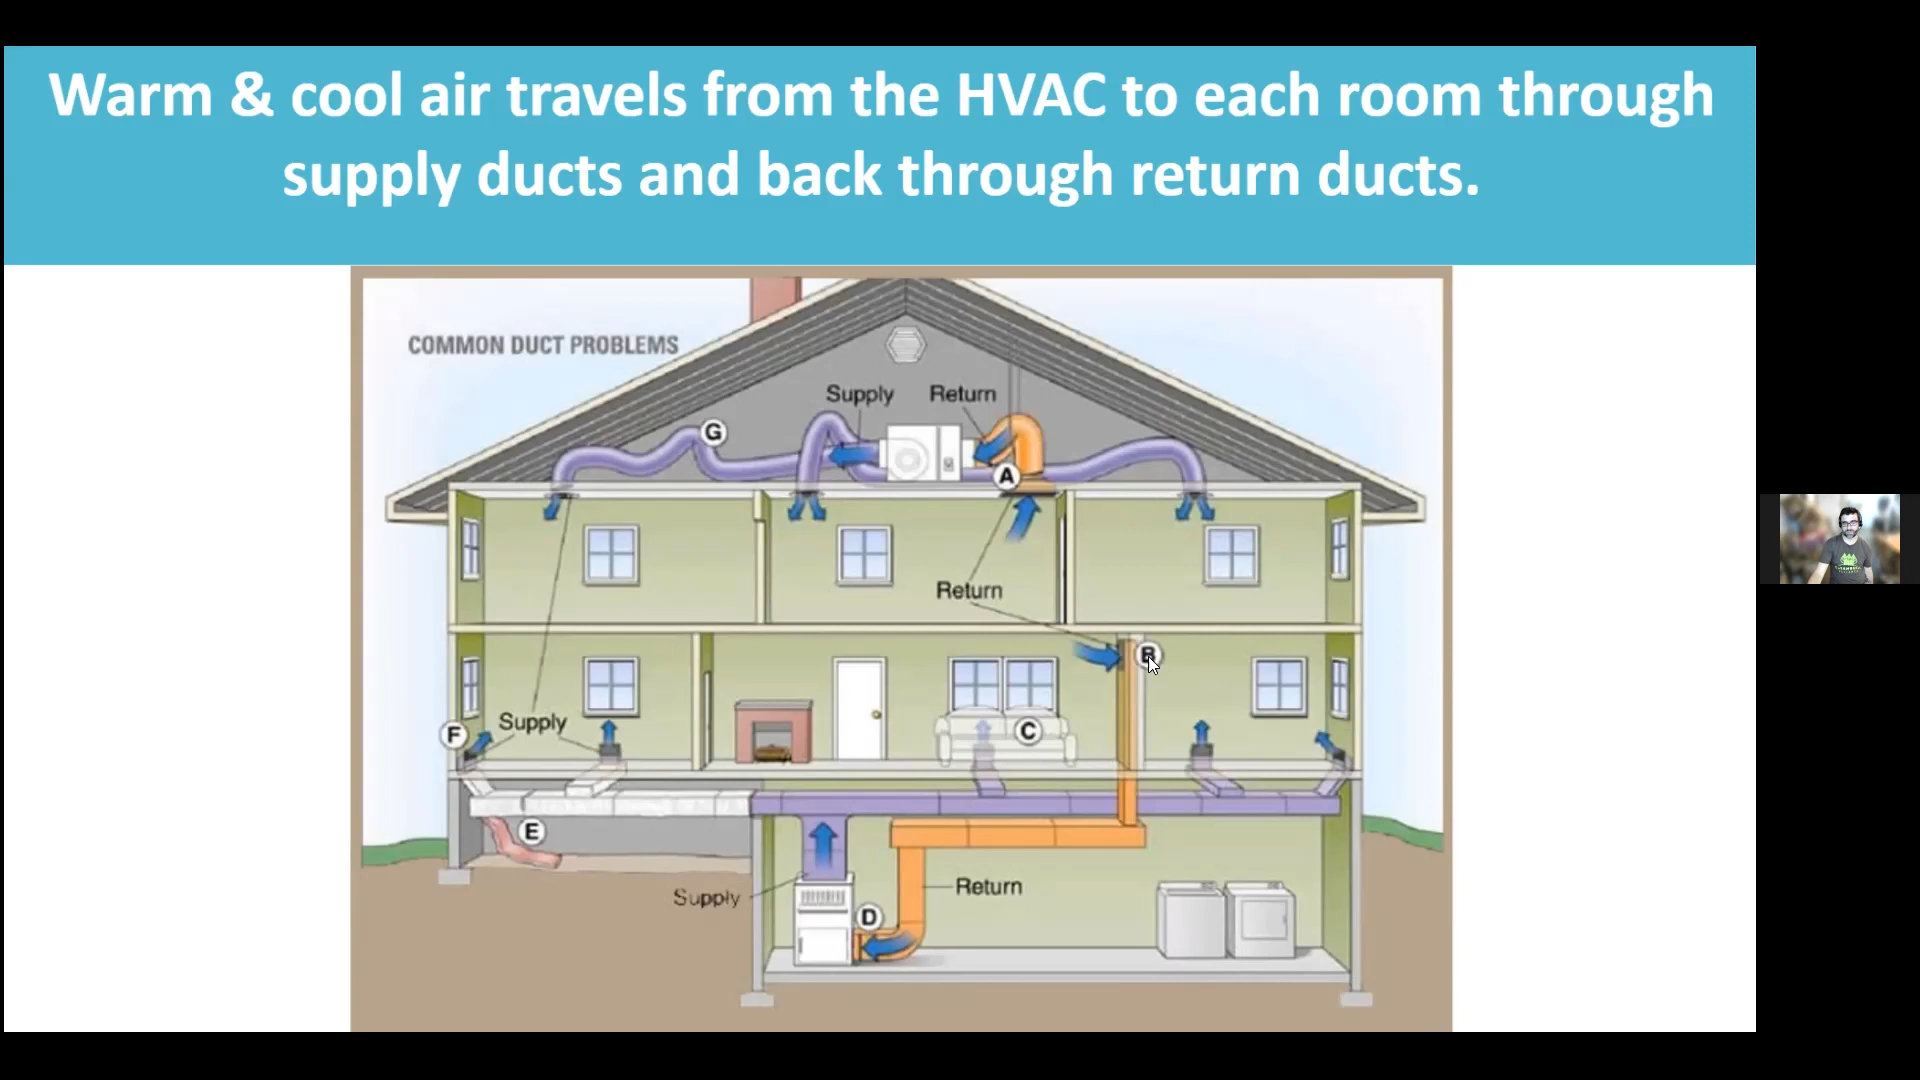 Warm & cool air travels from the HVAC to each room through
supply ducts and back through return ducts.
COMMON DUCT PROBLEMS
Supply Return
G
A
Return
B
Supply
F
C
E
Supply
Return
D